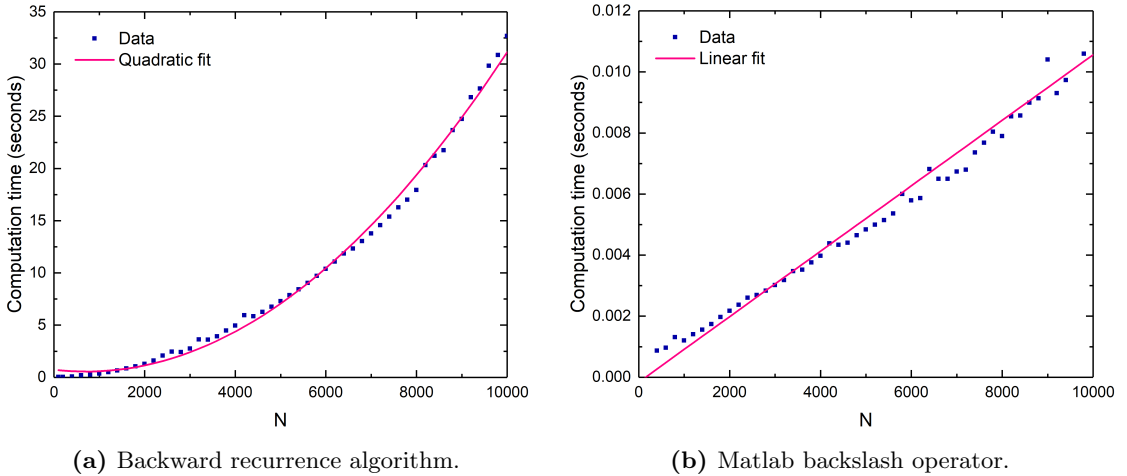 Computation time (seconds)
35
30
25
20
15
10
5
0
Data
Quadratic fit
0 2000 4000 6000 8000 10000
N
(a) Backward recurrence algorithm.
Computation time (seconds)
0.012
0.010
0.008
0.006
0.004
0.002
0.000
Data
Linear fit
0 2000 4000 6000 8000 10000
N
(b) Matlab backslash operator.